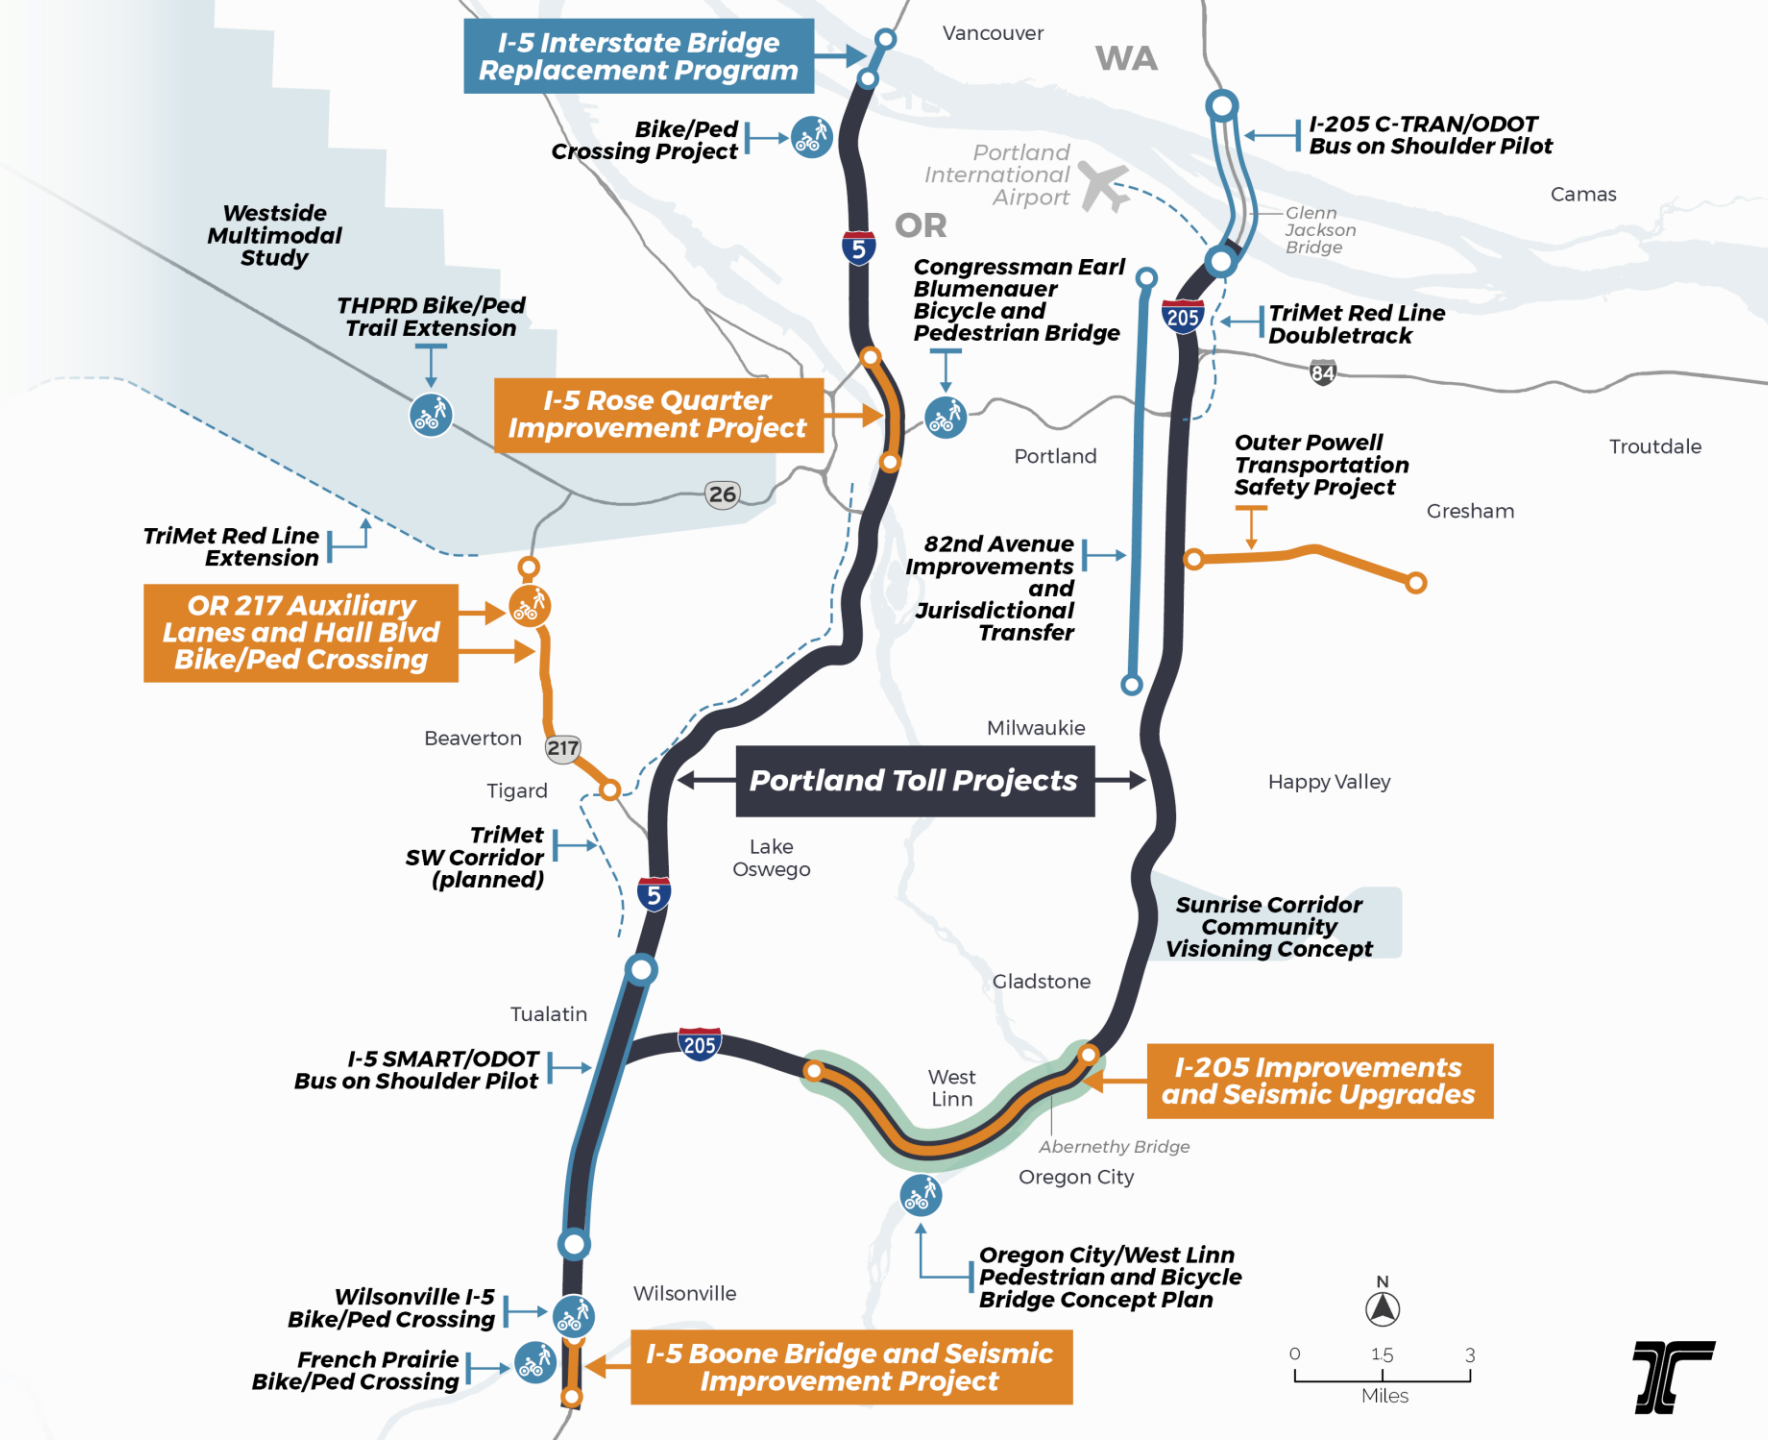 I-5 Interstate Bridge
Replacement Program
Vancouver
WA
Bike/Ped
Crossing Project
I-205 C-TRAN/ODOT
Bus on Shoulder Pilot
Portland
International
Airport
Camas
Westside
Multimodal
Study
OR
5
Glenn
Jackson
Bridge
Congressman Earl
Blumenauer
Bicycle and
Pedestrian Bridge
THPRD Bike/Ped
Trail Extension
205
TriMet Red Line
Doubletrack
84
I-5 Rose Quarter
Improvement Project
Portland
Outer Powell
Transportation
Safety Project
Troutdale
26
Gresham
TriMet Red Line
Extension
82nd Avenue
Improvements
and
Jurisdictional
Transfer
OR 217 Auxiliary
Lanes and Hall Blvd
Bike/Ped Crossing
Beaverton
217
Milwaukie
Portland Toll Projects
Happy Valley
Tigard
TriMet
SW Corridor
(planned)
Lake
Oswego
5
Sunrise Corridor
Community
Visioning Concept
Gladstone
Tualatin
205
I-5 SMART/ODOT
Bus on Shoulder Pilot
West
Linn
I-205 Improvements
and Seismic Upgrades
Abernethy Bridge
Oregon City
Oregon City/West Linn
Pedestrian and Bicycle
Bridge Concept Plan
Wilsonville I-5
Bike/Ped Crossing
Wilsonville
French Prairie
Bike/Ped Crossing
I-5 Boone Bridge and Seismic
Improvement Project
N
0 1.5 3
Miles